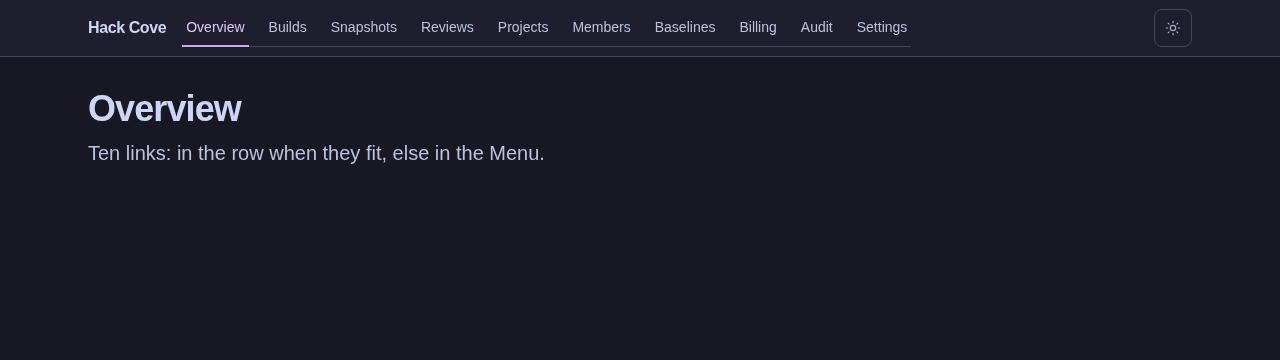 Hack Cove Overview Builds Snapshots Reviews Projects Members Baselines Billing Audit Settings
Overview
Ten links: in the row when they fit, else in the Menu.